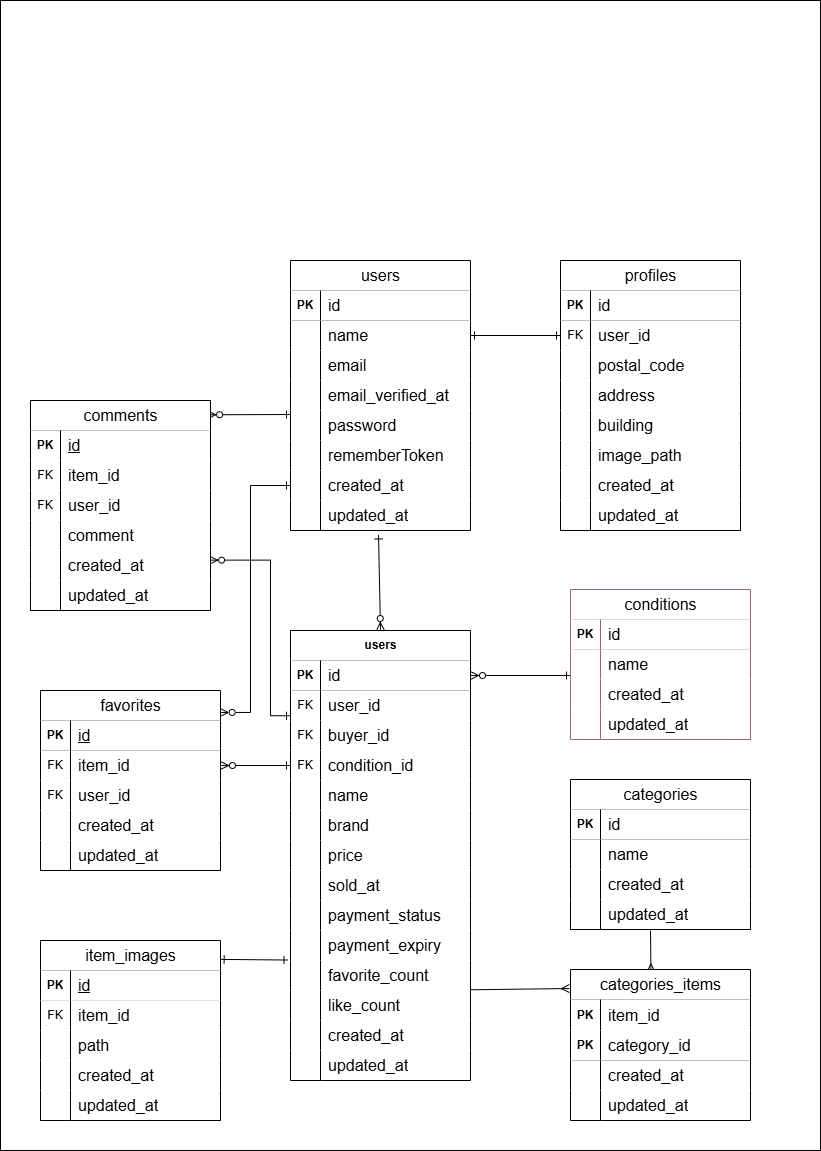 users
PK id
name
email
email_verified_at
password
rememberToken
created_at
updated_at
profiles
PK id
FK user_id
postal_code
address
building
image_path
created_at
updated_at
comments
PK id
FK item_id
FK user_id
comment
created_at
updated_at
conditions
PK id
name
created_at
updated_at
users
PK id
FK user_id
FK buyer_id
FK condition_id
name
brand
price
sold_at
payment_status
payment_expiry
favorite_count
like_count
created_at
updated_at
favorites
PK id
FK item_id
FK user_id
created_at
updated_at
categories
PK id
name
created_at
updated_at
item_images
PK id
FK item_id
path
created_at
updated_at
categories_items
PK item_id
PK category_id
created_at
updated_at